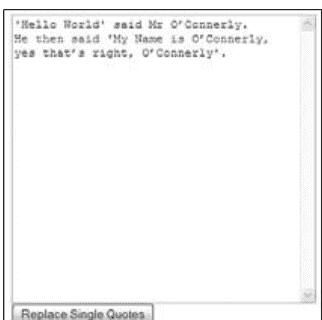 'Hello World' said Mr O'Connerly.
He then said 'My Name is O'Connerly,
yes that's right, O'Connerly'.
Replace Single Quotes